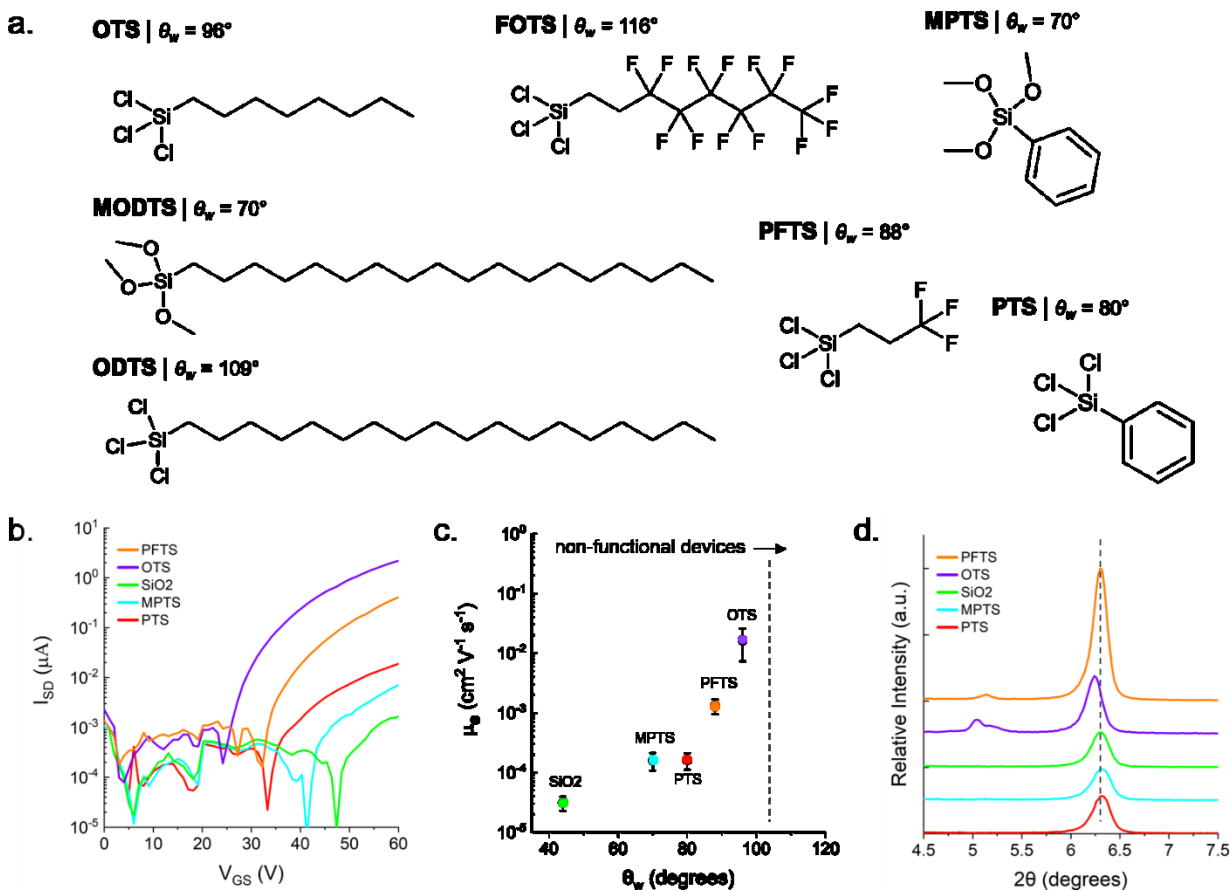 a.
OTS | θw = 96°
Cl
Si
Cl
Cl
FOTS | θw = 116°
F F F F F F
Cl
Si
Cl
Cl
F
F
F F F F F F
MPTS | θw = 70°
O
O
Si
O
MODTS | θw = 70°
O
Si
O
O
PFTS | θw = 88°
F
F
F
Cl
Si
Cl
Cl
PTS | θw = 80°
Cl
Cl
Si
Cl
ODTS | θw = 109°
Cl
Si
Cl
Cl
b.
10¹
10⁰
10⁻¹
10⁻²
10⁻³
10⁻⁴
10⁻⁵
ISD (μA)
PFTS
OTS
SiO2
MPTS
PTS
0 10 20 30 40 50 60
VGS (V)
c.
10⁰
10⁻¹
10⁻²
10⁻³
10⁻⁴
10⁻⁵
μe (cm² V⁻¹ s⁻¹)
non-functional devices
OTS
PFTS
MPTS
PTS
SiO2
40 60 80 100 120
θw (degrees)
d.
Relative Intensity (a.u.)
PFTS
OTS
SiO2
MPTS
PTS
4.5 5 5.5 6 6.5 7 7.5
2θ (degrees)